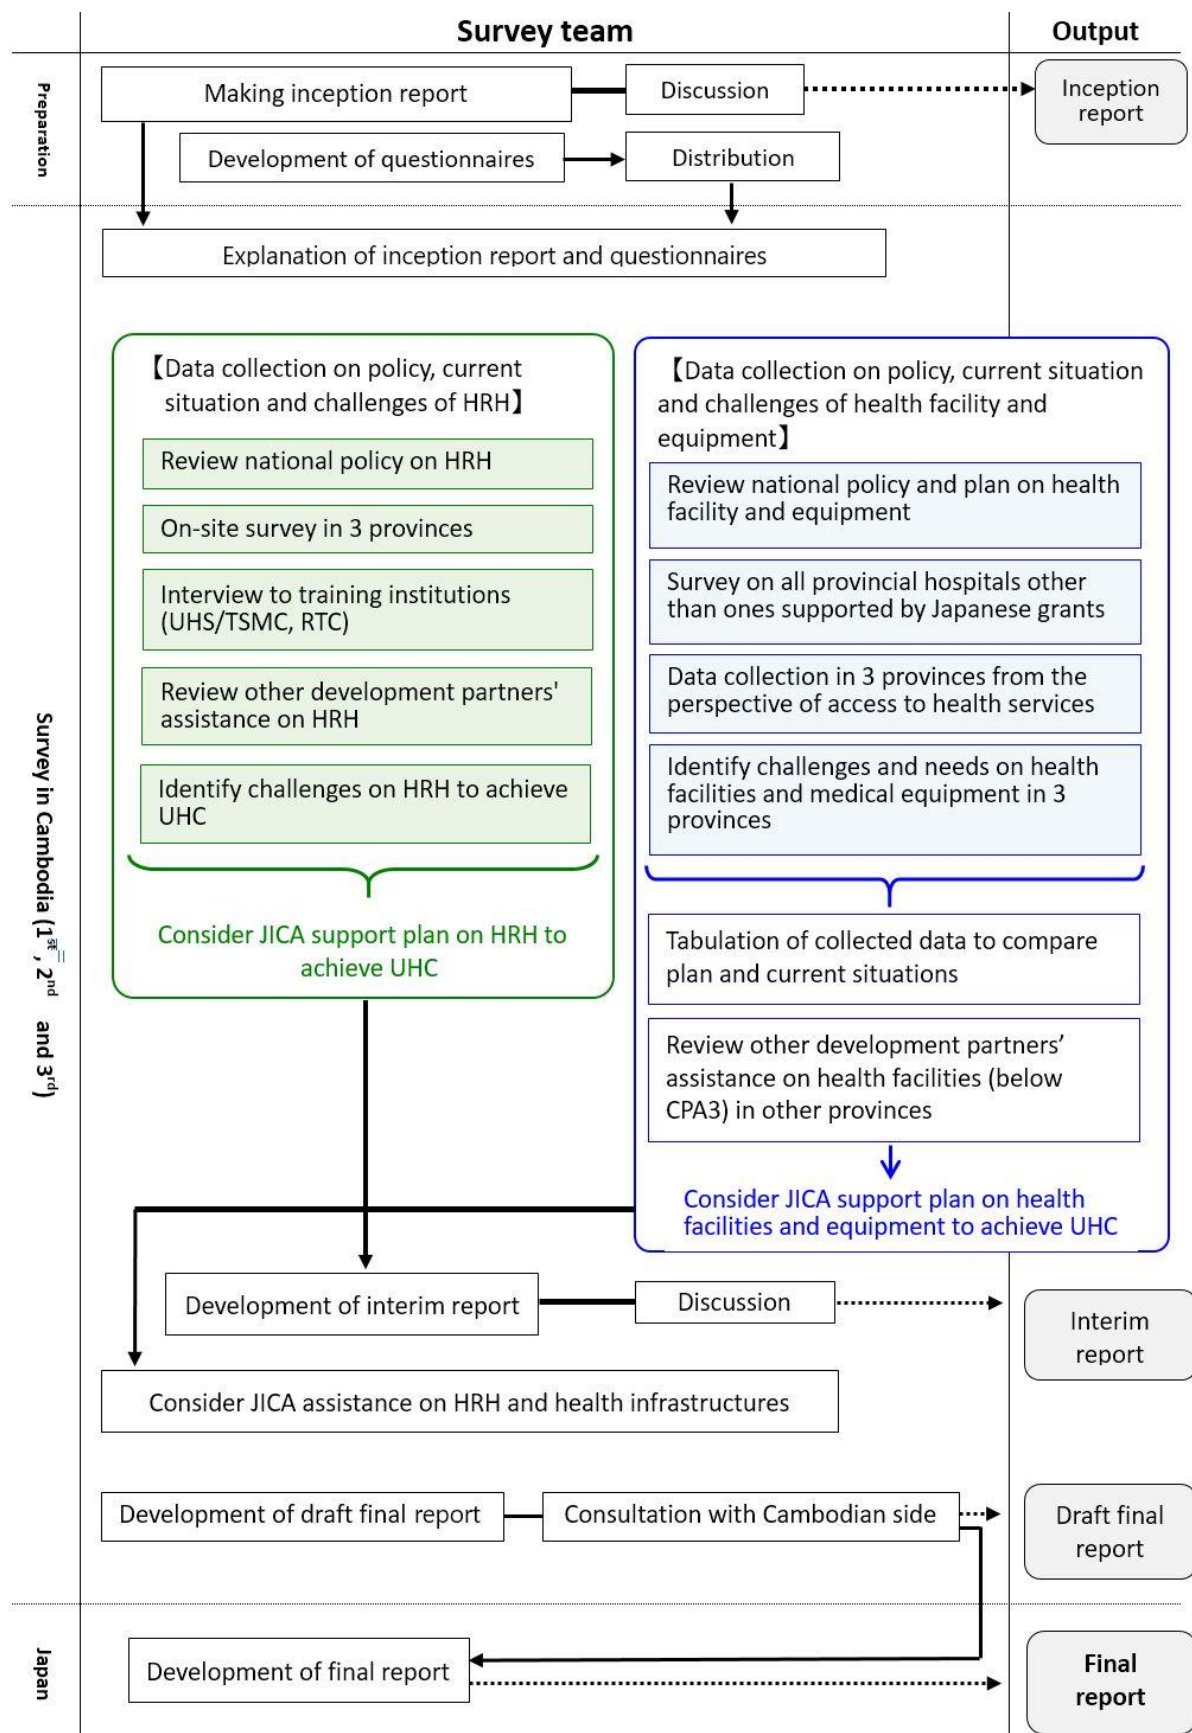 Survey team
Output
Preparation
Making inception report
Discussion
Inception
report
Development of questionnaires
Distribution
Explanation of inception report and questionnaires
Survey in Cambodia (1st, 2nd and 3rd)
【Data collection on policy, current
situation and challenges of HRH】
Review national policy on HRH
On-site survey in 3 provinces
Interview to training institutions
(UHS/TSMC, RTC)
Review other development partners'
assistance on HRH
Identify challenges on HRH to achieve
UHC
Consider JICA support plan on HRH to
achieve UHC
【Data collection on policy, current situation
and challenges of health facility and
equipment】
Review national policy and plan on health
facility and equipment
Survey on all provincial hospitals other
than ones supported by Japanese grants
Data collection in 3 provinces from the
perspective of access to health services
Identify challenges and needs on health
facilities and medical equipment in 3
provinces
Tabulation of collected data to compare
plan and current situations
Review other development partners’
assistance on health facilities (below
CPA3) in other provinces
Consider JICA support plan on health
facilities and equipment to achieve UHC
Development of interim report
Discussion
Interim
report
Consider JICA assistance on HRH and health infrastructures
Development of draft final report
Consultation with Cambodian side
Draft final
report
Japan
Development of final report
Final
report